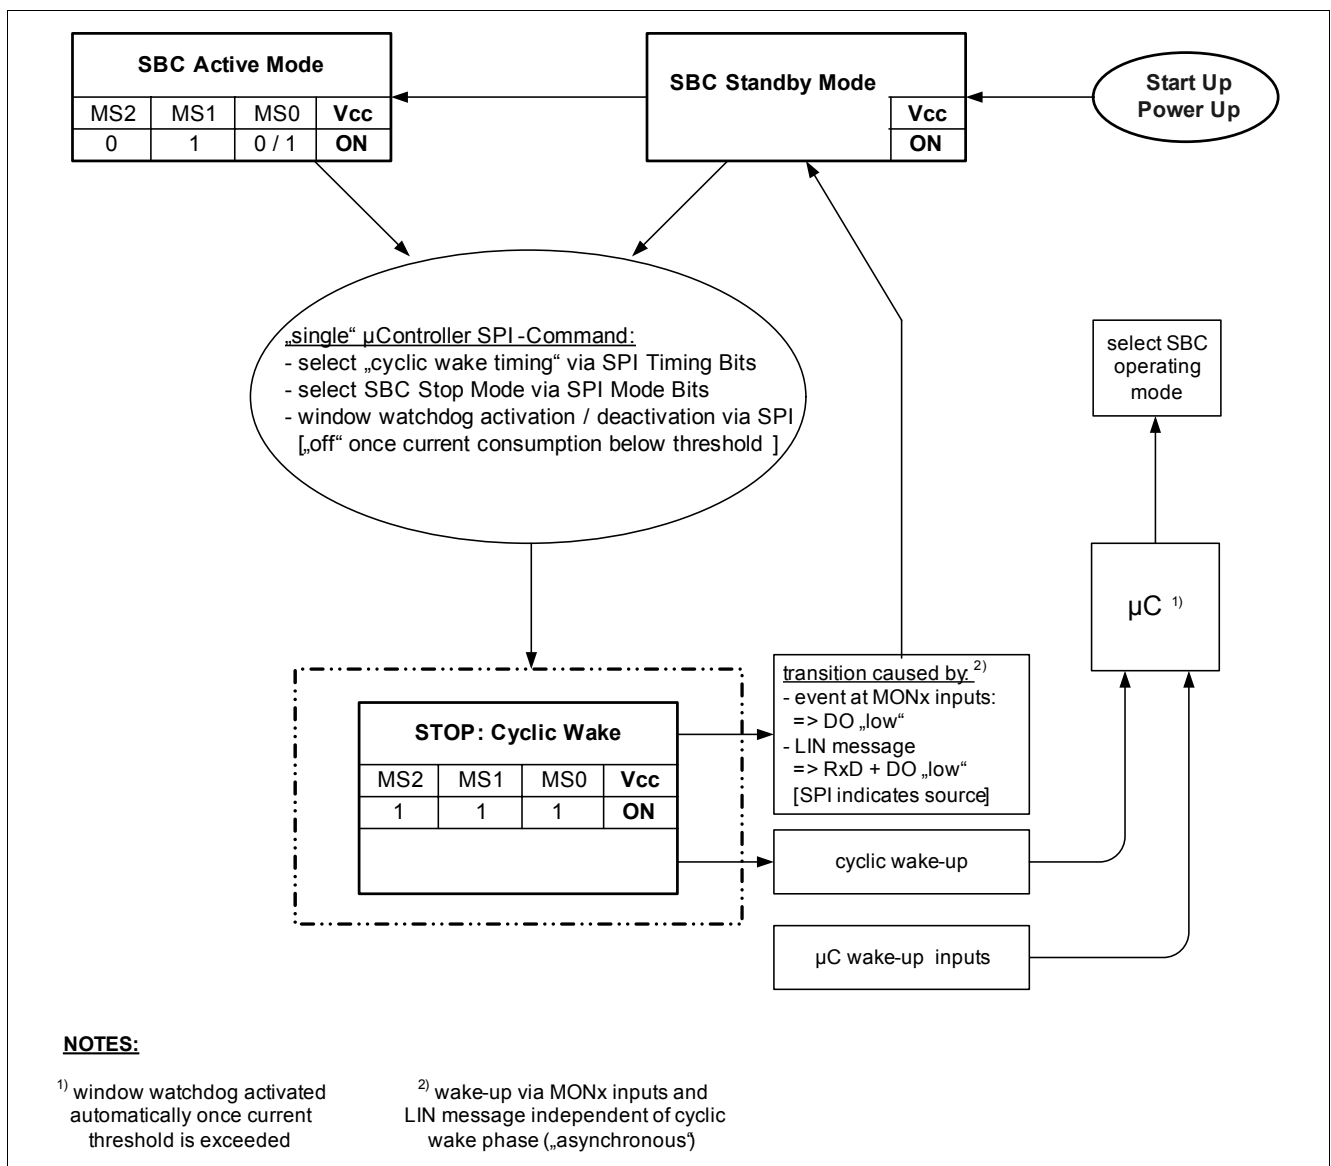 SBC Active Mode
MS2 MS1 MS0 Vcc
0 1 0 / 1 ON
SBC Standby Mode
Vcc
ON
Start Up
Power Up
„single“ µController SPI-Command:
- select „cyclic wake timing“ via SPI Timing Bits
- select SBC Stop Mode via SPI Mode Bits
- window watchdog activation / deactivation via SPI
[„off“ once current consumption below threshold ]
select SBC
operating
mode
µC 1)
STOP: Cyclic Wake
MS2 MS1 MS0 Vcc
1 1 1 ON
transition caused by: 2)
- event at MONx inputs:
=> DO „low“
- LIN message
=> RxD + DO „low“
[SPI indicates source]
cyclic wake-up
µC wake-up inputs
NOTES:
1) window watchdog activated
automatically once current
threshold is exceeded
2) wake-up via MONx inputs and
LIN message independent of cyclic
wake phase („asynchronous“)